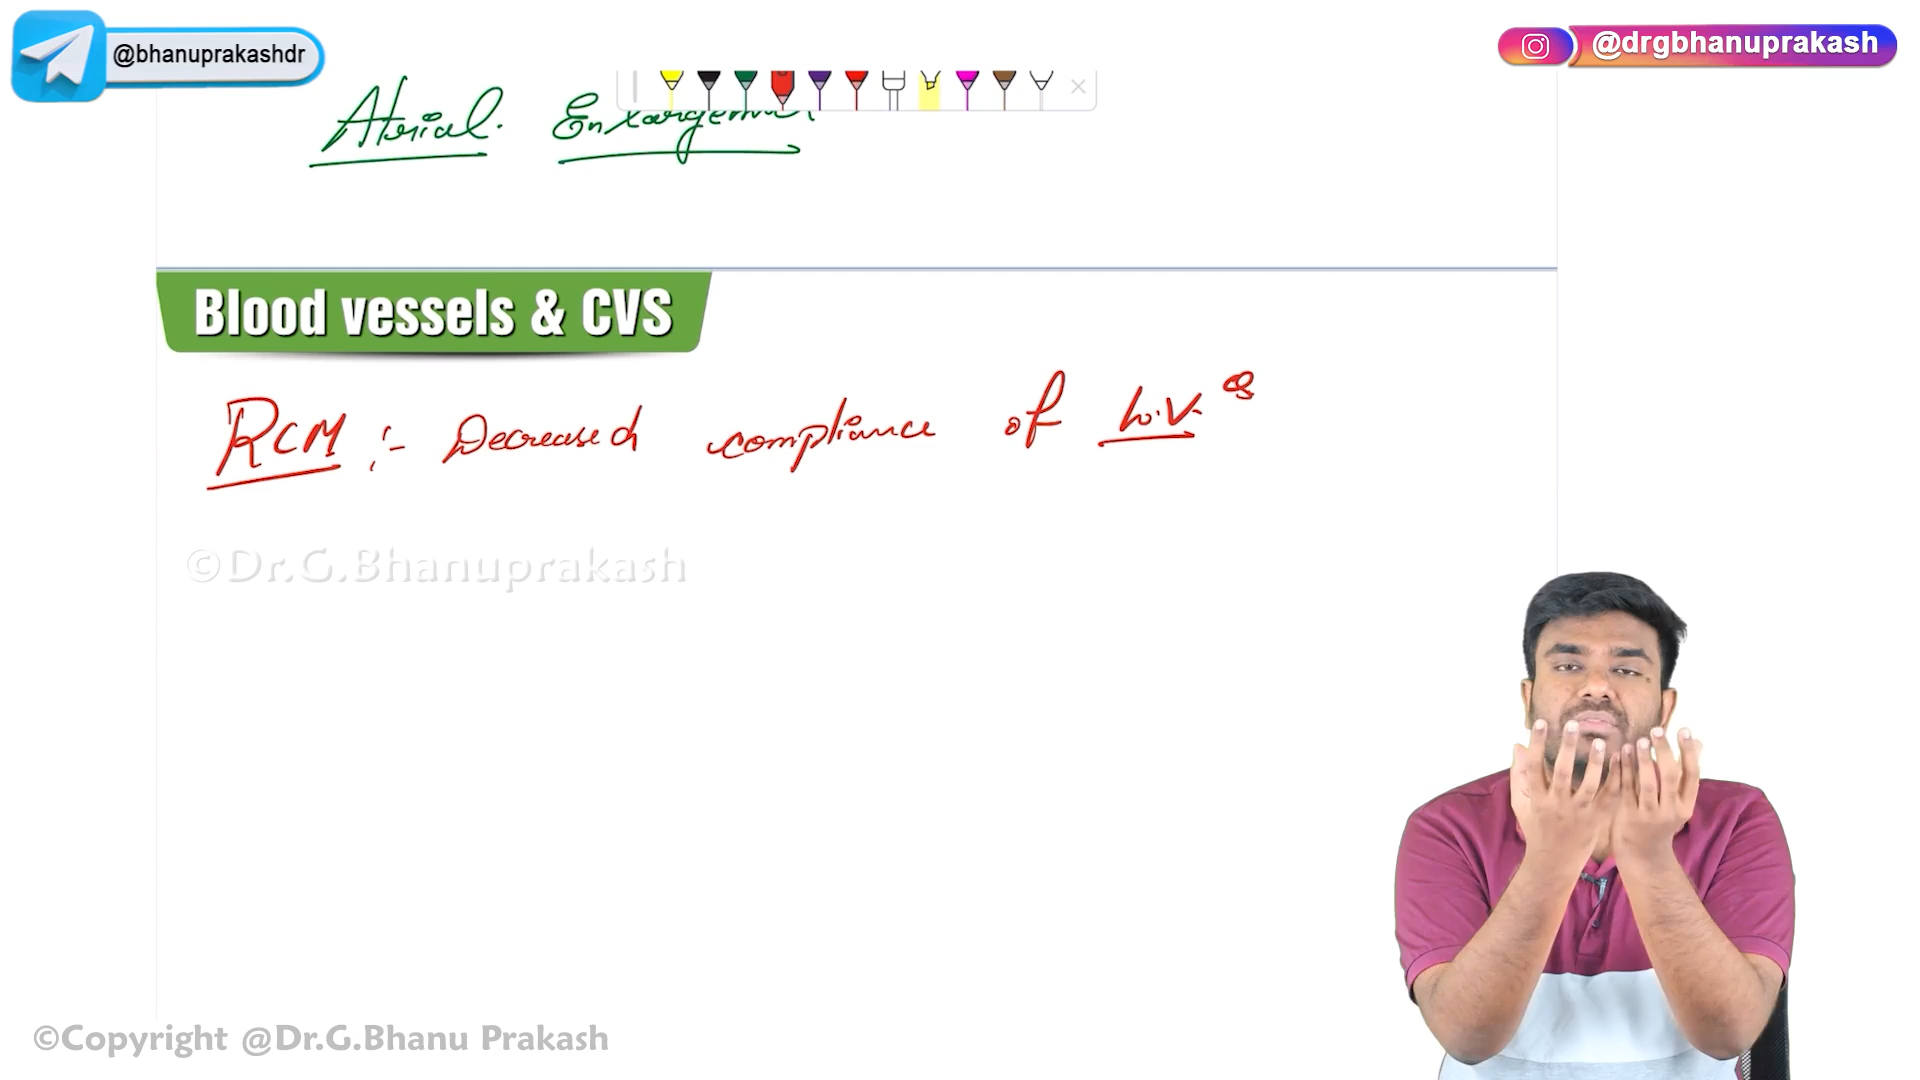 @bhanuprakashdr
@drgbhanuprakash
Atrial. Enlargement
Blood vessels & CVS
RCM :- Decreased compliance of L.V.
©Dr.G.Bhanuprakash
©Copyright @Dr.G.Bhanu Prakash